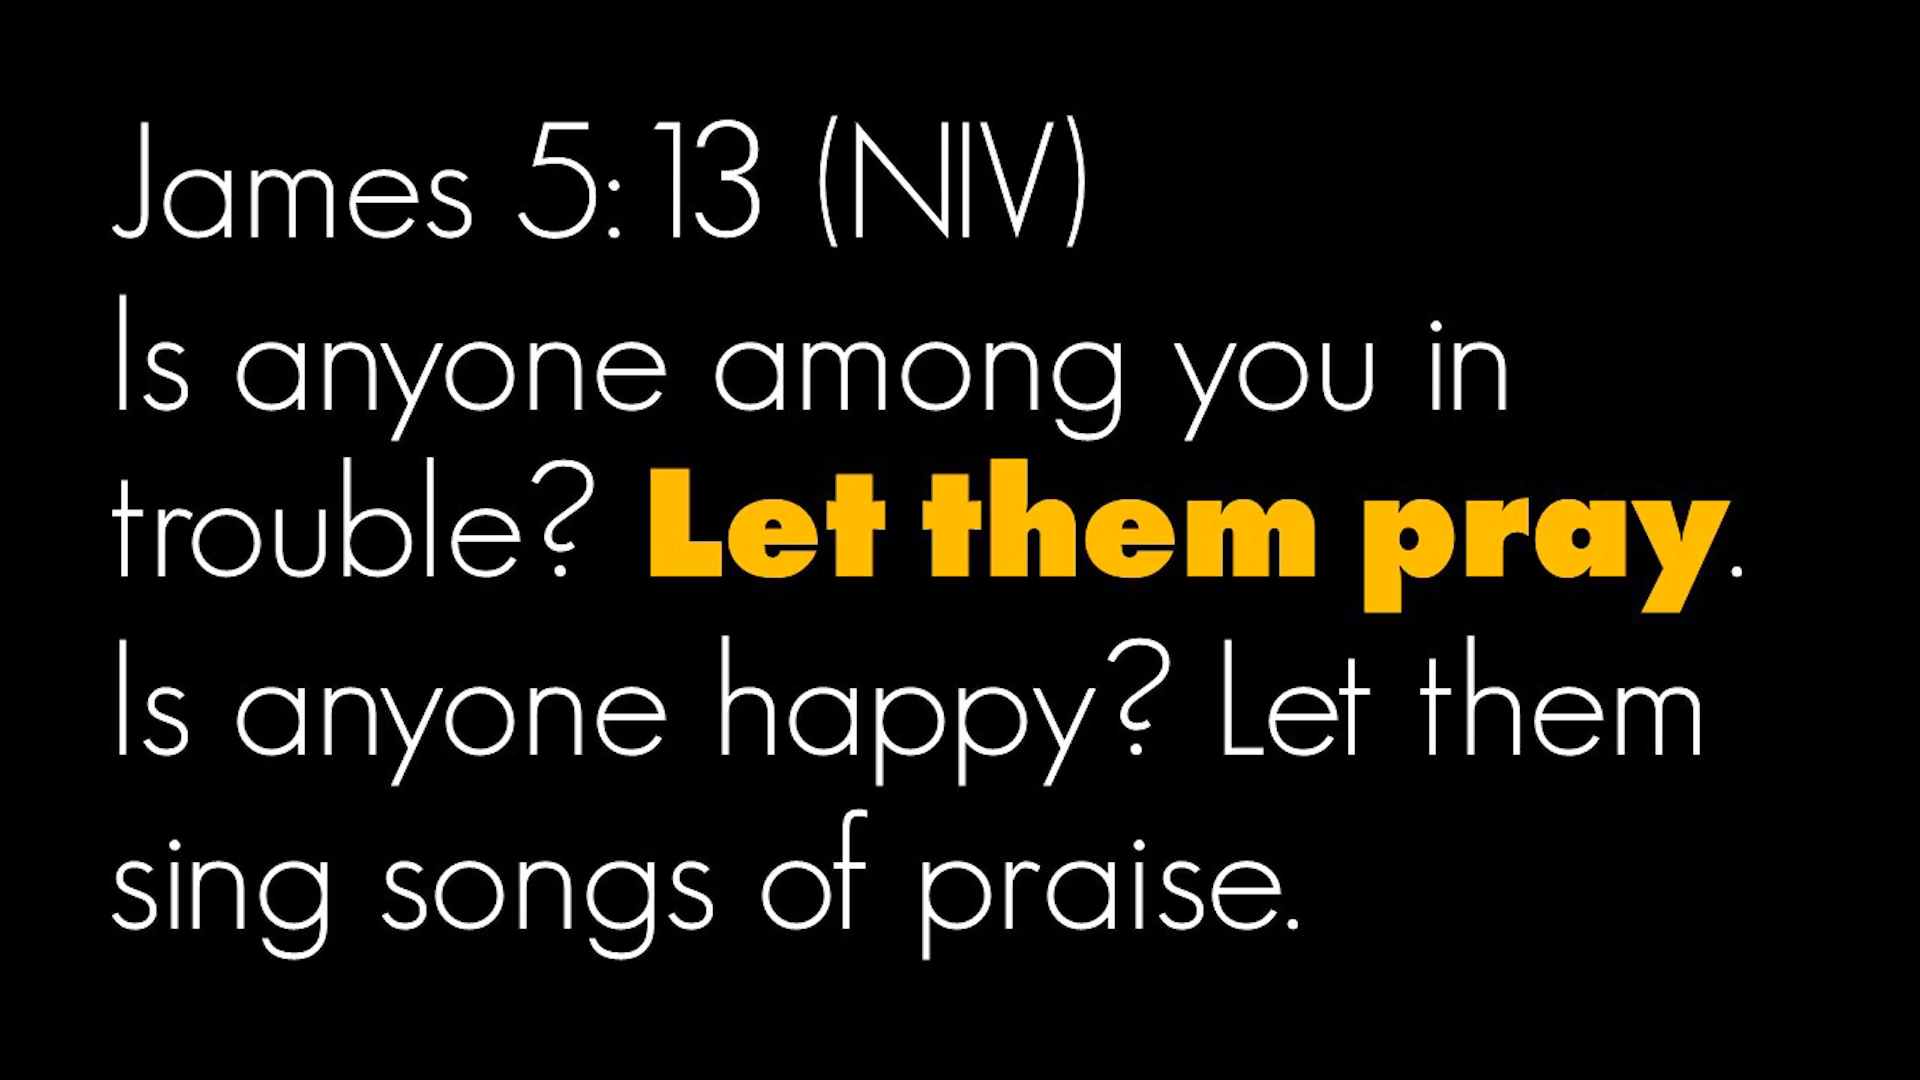 James 5:13 (NIV)
Is anyone among you in
trouble? Let them pray.
Is anyone happy? Let them
sing songs of praise.